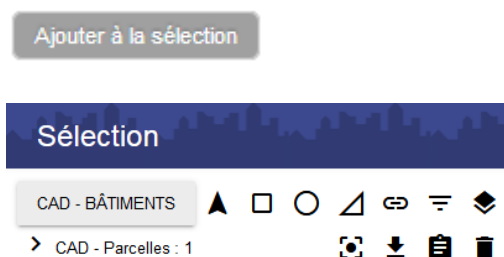 Ajouter à la sélection
Sélection
CAD - BÂTIMENTS
CAD - Parcelles : 1